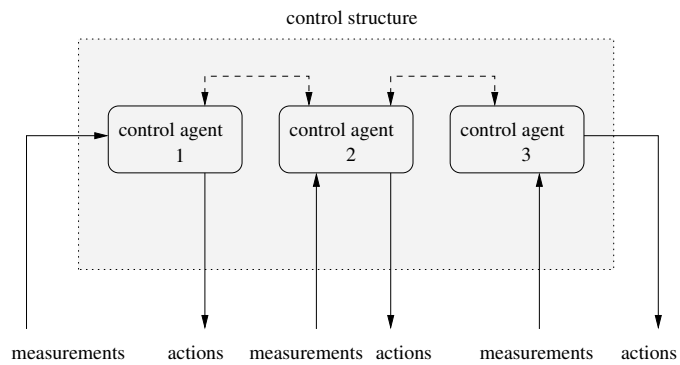 control structure
control agent
1
control agent
2
control agent
3
measurements
actions
measurements
actions
measurements
actions